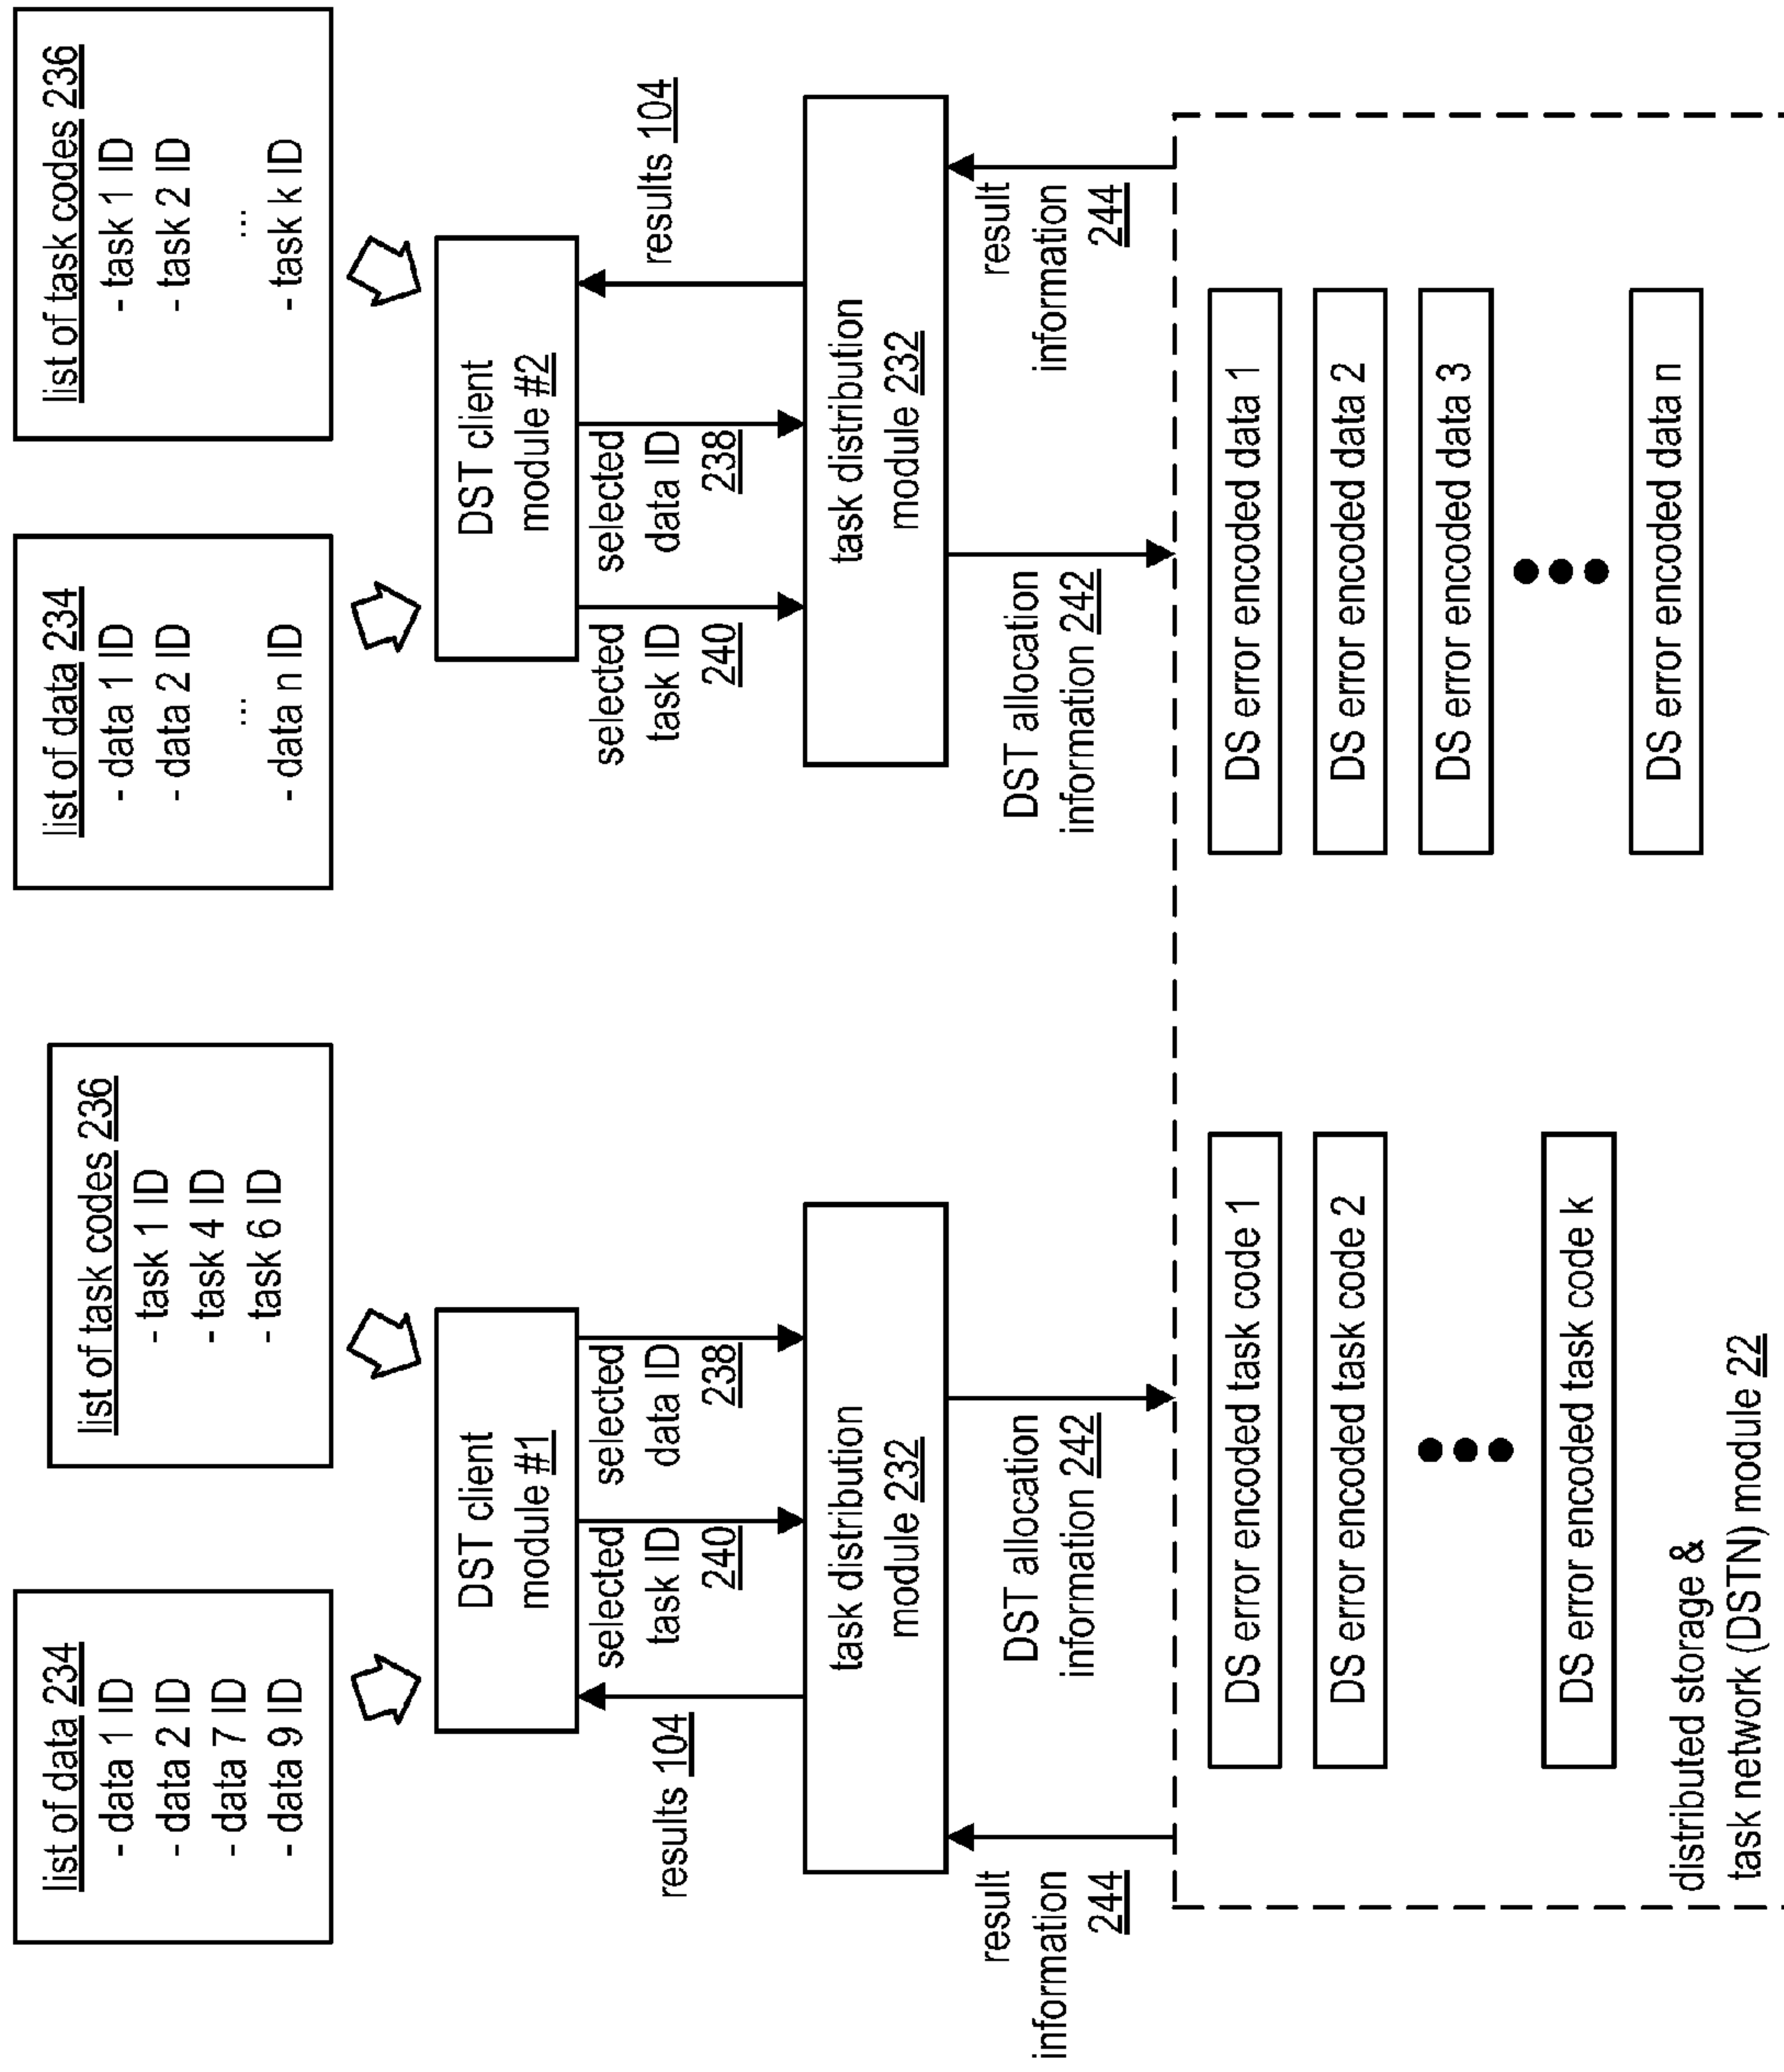 list of data 234
- data 1 ID
- data 2 ID
- data 7 ID
- data 9 ID
list of task codes 236
- task 1 ID
- task 4 ID
- task 6 ID
list of data 234
- data 1 ID
- data 2 ID
...
- data n ID
list of task codes 236
- task 1 ID
- task 2 ID
...
- task k ID
DST client
module #1
DST client
module #2
results 104
selected
task ID
240
selected
data ID
238
selected
task ID
240
selected
data ID
238
results 104
task distribution
module 232
task distribution
module 232
result
information
244
DST allocation
information 242
DST allocation
information 242
result
information
244
DS error encoded task code 1
DS error encoded task code 2
DS error encoded task code k
DS error encoded data 1
DS error encoded data 2
DS error encoded data 3
DS error encoded data n
distributed storage &
task network (DSTN) module 22